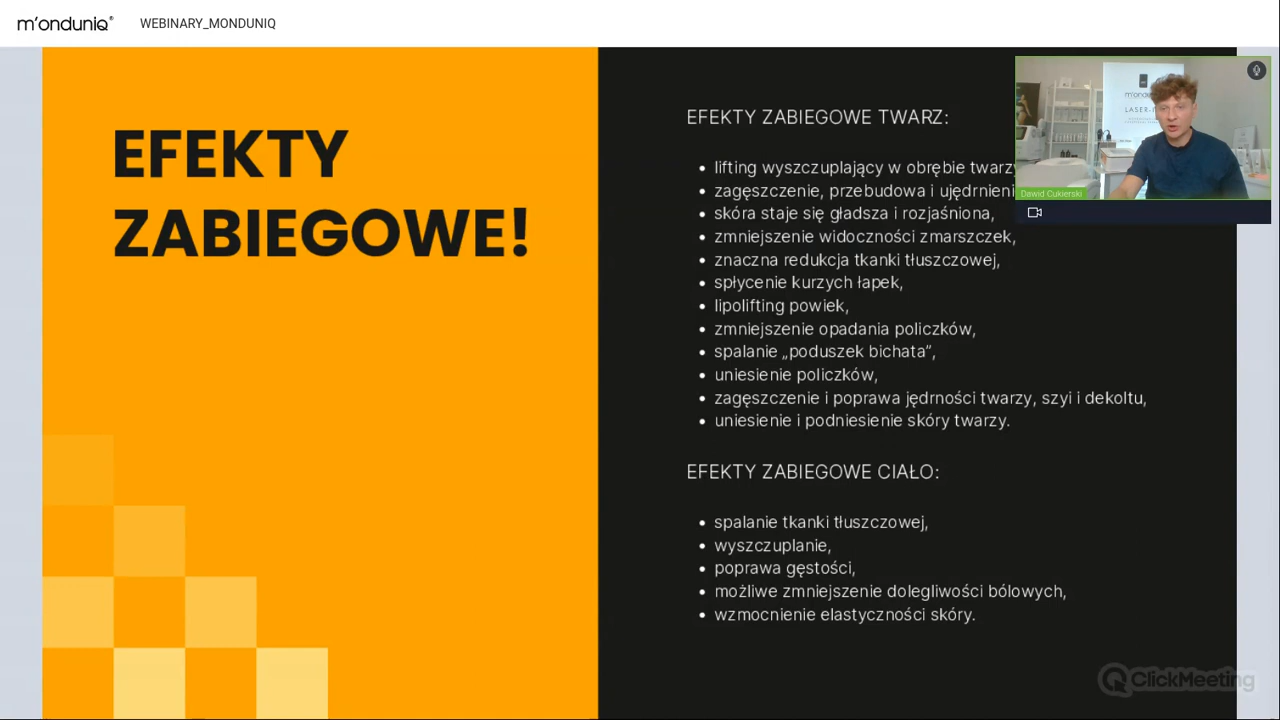 m'onduniq®
WEBINARY_MONDUNIQ
EFEKTY
ZABIEGOWE!
EFEKTY ZABIEGOWE TWARZ:
• lifting wyszczuplający w obrębie twarzy
• zagęszczenie, przebudowa i
• skóra staje się gładsza i rozjaśniona,
• zmniejszenie widoczności zmarszczek,
• znaczna redukcja tkanki tłuszczowej,
• spłycenie kurzych łapek,
• lipolifting powiek,
• zmniejszenie opadania policzków,
• spalanie „poduszek bichata”,
• uniesienie policzków,
• zagęszczenie i poprawa jędrności twarzy, szyi i dekoltu,
• uniesienie i podniesienie skóry twarzy.
EFEKTY ZABIEGOWE CIAŁO:
• spalanie tkanki tłuszczowej,
• wyszczuplanie,
• poprawa gęstości,
• możliwe zmniejszenie dolegliwości bólowych,
• wzmocnienie elastyczności skóry.
Dawid Cukierski
ClickMeeting